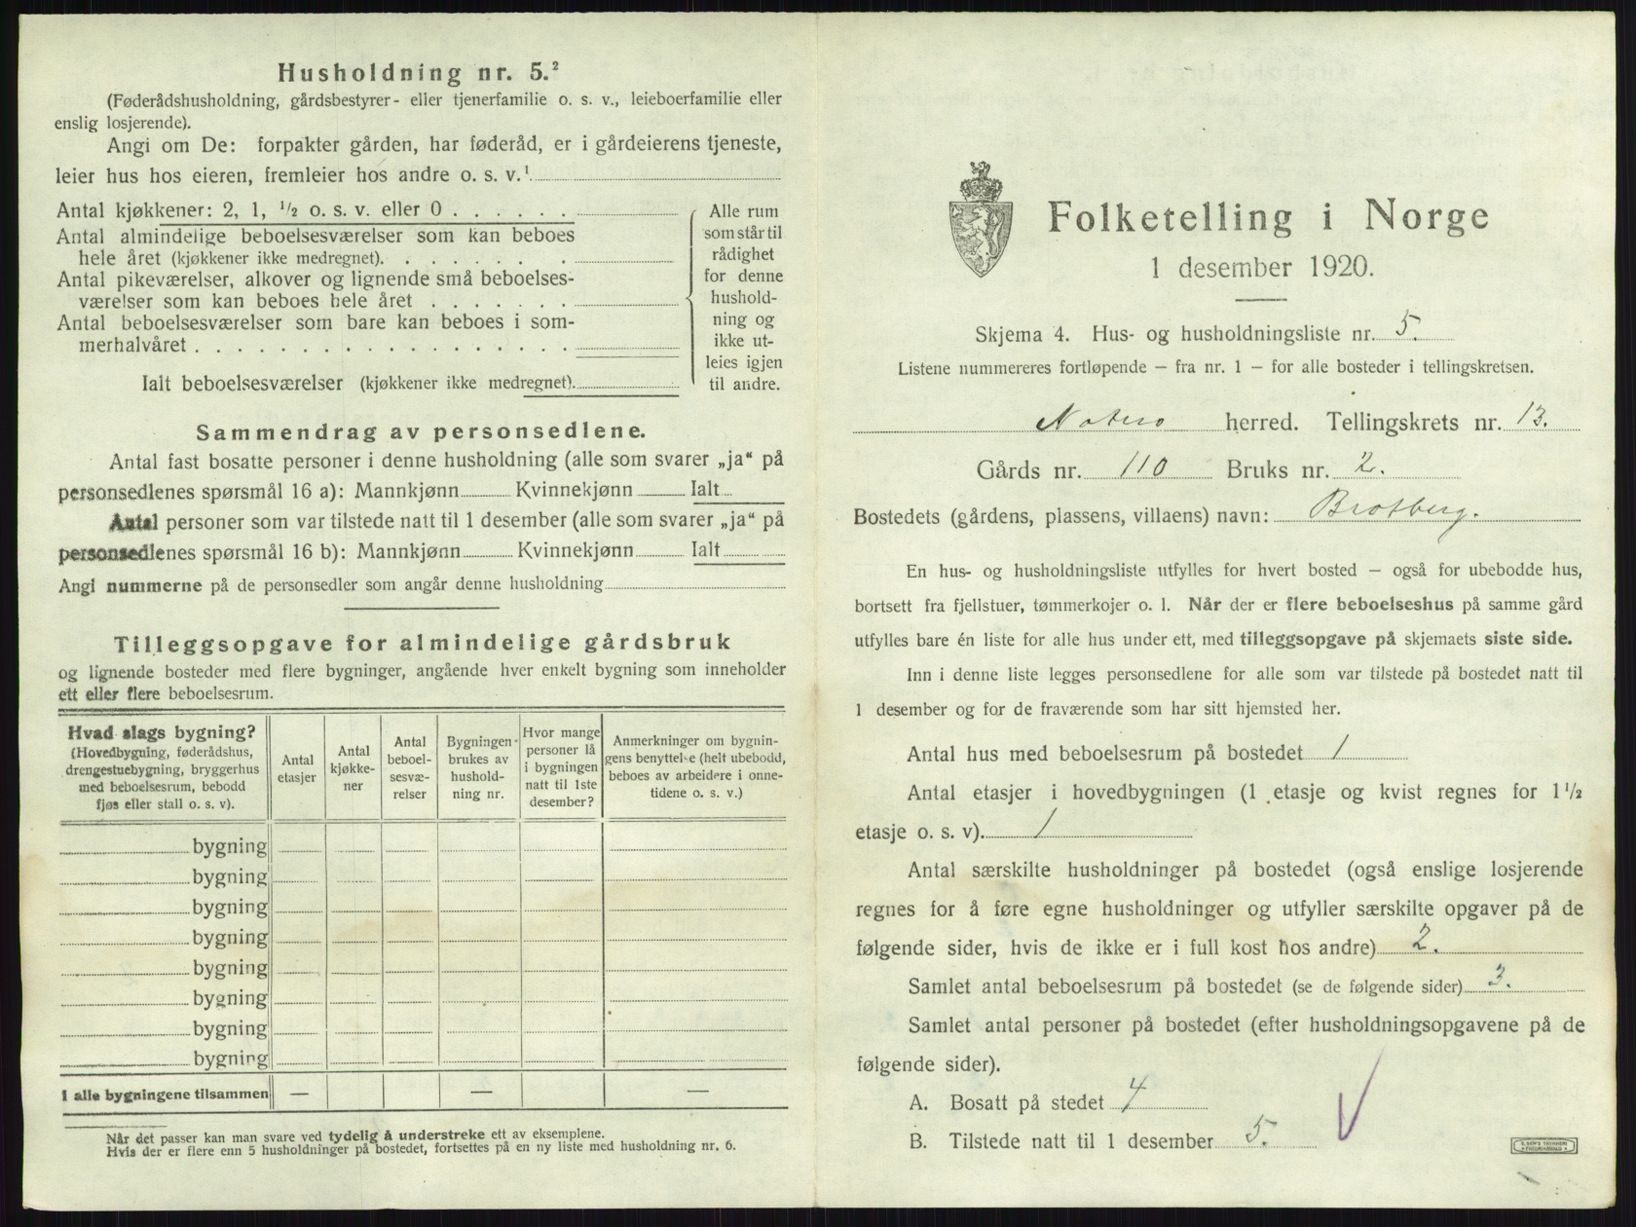 Husholdning nr. 5.²
(Føderådshusholdning, gårdsbestyrer- eller tjenerfamilie o. s. v., leieboerfamilie eller
enslig losjerende).
Angi om De: forpakter gården, har føderåd, er i gårdeierens tjeneste,
leier hus hos eieren, fremleier hos andre o. s. v.¹
Antal kjøkkener: 2, 1, ½ o. s. v. eller 0 . . . . . .
Antal almindelige beboelsesværelser som kan beboes
hele året (kjøkkener ikke medregnet). . . . . . . .
Antal pikeværelser, alkover og lignende små beboelses-
værelser som kan beboes hele året . . . . . . .
Antal beboelsesværelser som bare kan beboes i som-
merhalvåret . . . . . . . . . . . . . . . . . .
Ialt beboelsesværelser (kjøkkener ikke medregnet).
Alle rum
som står til
rådighet
for denne
hushold-
ning og
ikke ut-
leies igjen
til andre.
Sammendrag av personsedlene.
Antal fast bosatte personer i denne husholdning (alle som svarer „ja“ på
personsedlenes spørsmål 16 a): Mannkjønn Kvinnekjønn Ialt
Antal personer som var tilstede natt til 1 desember (alle som svarer „ja“ på
personsedlenes spørsmål 16 b): Mannkjønn Kvinnekjønn Ialt
Angi nummerne på de personsedler som angår denne husholdning
Tilleggsopgave for almindelige gårdsbruk
og lignende bosteder med flere bygninger, angående hver enkelt bygning som inneholder
ett eller flere beboelsesrum.
Hvad slags bygning?
(Hovedbygning, føderådshus,
drengestuebygning, bryggerhus
med beboelsesrum, bebodd
fjøs eller stall o. s. v).
Antal
etasjer
Antal
kjøkke-
ner
Antal
beboel-
sesvæ-
relser
Bygningen
brukes av
hushold-
ning nr.
Hvor mange
personer lå
i bygningen
natt til 1ste
desember?
Anmerkninger om bygnin-
gens benyttelse (helt ubebodd,
beboes av arbeidere i onne-
tidene o. s. v.)
bygning
bygning
bygning
bygning
bygning
bygning
bygning
bygning
I alle bygningene tilsammen — — —
Når det passer kan man svare ved tydelig å understreke ett av eksemplene.
Hvis der er flere enn 5 husholdninger på bostedet, fortsettes på en ny liste med husholdning nr. 6.
Folketelling i Norge
1 desember 1920.
Skjema 4. Hus- og husholdningsliste nr. 5.
Listene nummereres fortløpende — fra nr. 1 — for alle bosteder i tellingskretsen.
Nøtterø herred. Tellingskrets nr. 13.
Gårds nr. 110 Bruks nr. 2.
Bostedets (gårdens, plassens, villaens) navn: Brotberg.
En hus- og husholdningsliste utfylles for hvert bosted — også for ubebodde hus,
bortsett fra fjellstuer, tømmerkojer o. l. Når der er flere beboelseshus på samme gård
utfylles bare én liste for alle hus under ett, med tilleggsopgave på skjemaets siste side.
Inn i denne liste legges personsedlene for alle som var tilstede på bostedet natt til
1 desember og for de fraværende som har sitt hjemsted her.
Antal hus med beboelsesrum på bostedet 1
Antal etasjer i hovedbygningen (1 etasje og kvist regnes for 1½
etasje o. s. v). 1
Antal særskilte husholdninger på bostedet (også enslige losjerende
regnes for å føre egne husholdninger og utfyller særskilte opgaver på de
følgende sider, hvis de ikke er i full kost hos andre) 2.
Samlet antal beboelsesrum på bostedet (se de følgende sider) 3.
Samlet antal personer på bostedet (efter husholdningsopgavene på de
følgende sider).
A. Bosatt på stedet 4
B. Tilstede natt til 1 desember 5.